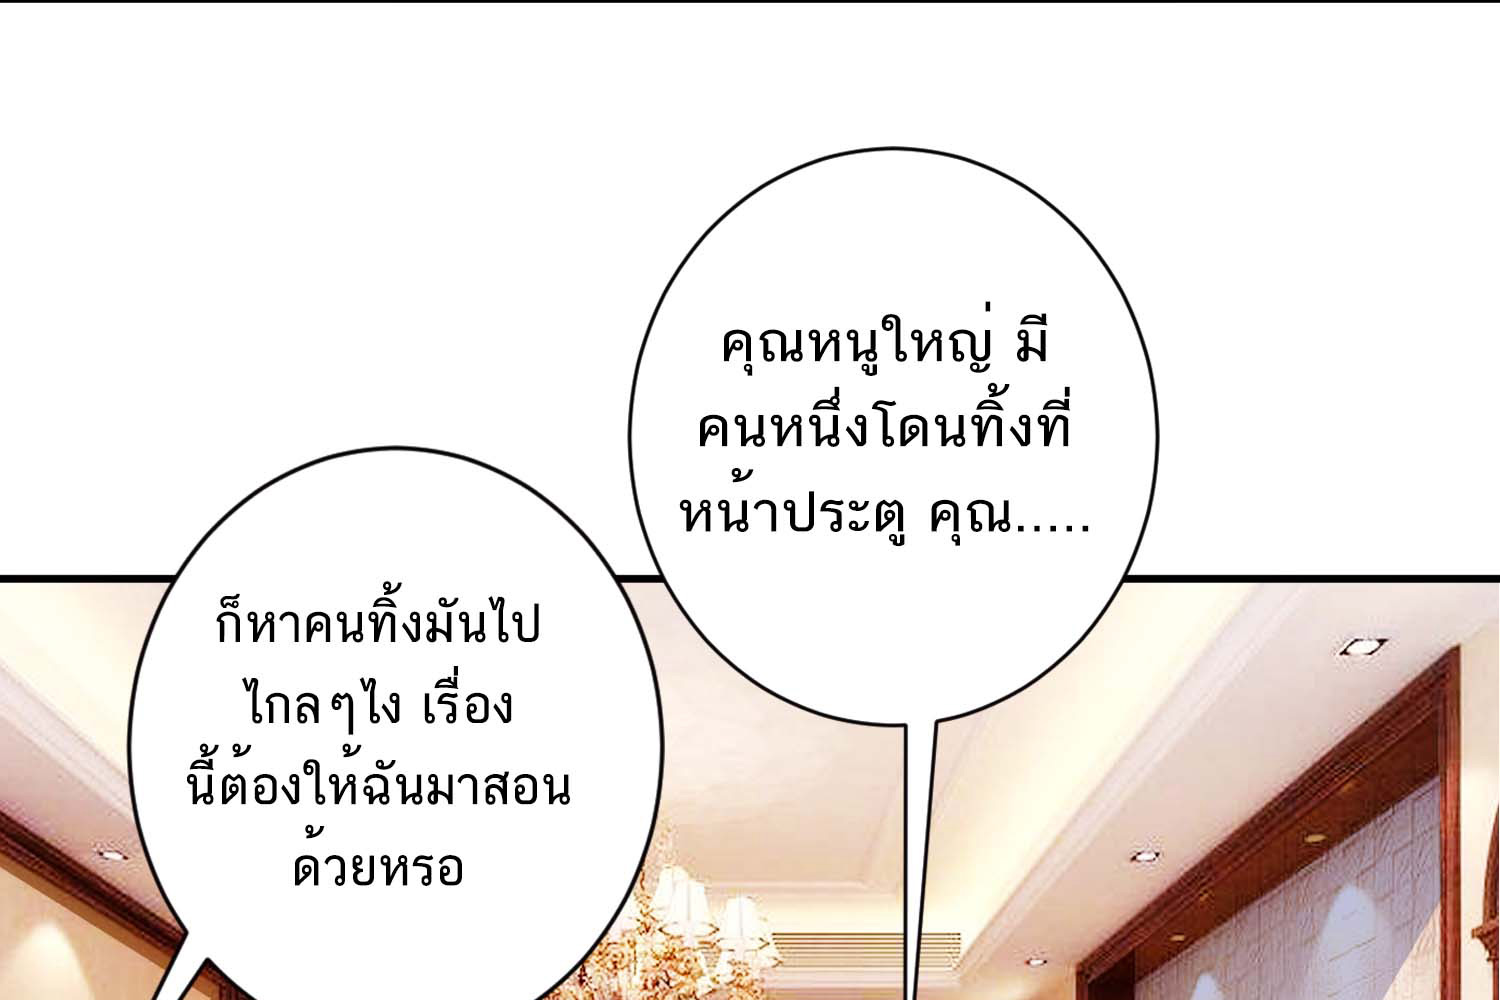 คุณหนูใหญ่ มี
คนหนึ่งโดนทิ้งที่
หน้าประตู คุณ.....
ก็หาคนทิ้งมันไป
ไกลๆไง เรื่อง
นี้ต้องให้ฉันมาสอน
ด้วยหรอ